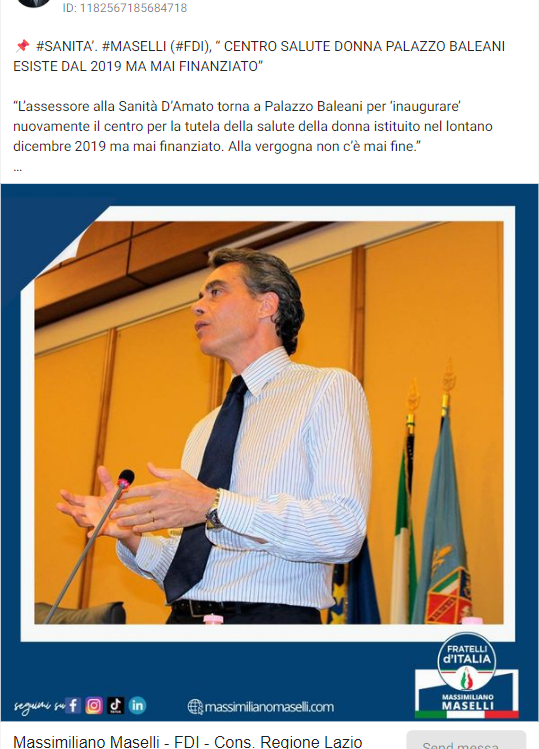 ID: 1182567185684718
📌 #SANITA’. #MASELLI (#FDI), “ CENTRO SALUTE DONNA PALAZZO BALEANI
ESISTE DAL 2019 MA MAI FINANZIATO”
“L’assessore alla Sanità D’Amato torna a Palazzo Baleani per ‘inaugurare’
nuovamente il centro per la tutela della salute della donna istituito nel lontano
dicembre 2019 ma mai finanziato. Alla vergogna non c’è mai fine.”
...
FRATELLI
d'ITALIA
MASSIMILIANO
MASELLI
seguimi su
massimilianomaselli.com
Massimiliano Maselli - FDI - Cons. Regione Lazio
Send messa